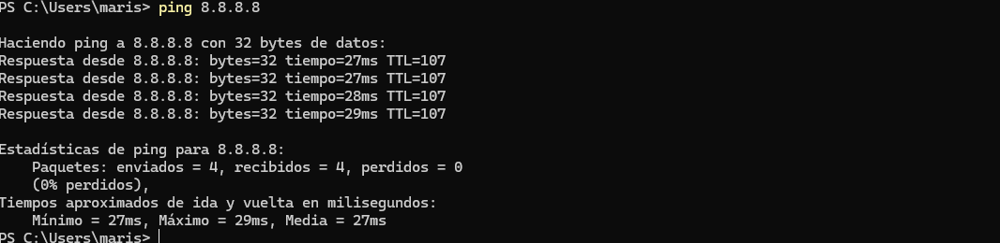 PS C:\Users\maris> ping 8.8.8.8
Haciendo ping a 8.8.8.8 con 32 bytes de datos:
Respuesta desde 8.8.8.8: bytes=32 tiempo=27ms TTL=107
Respuesta desde 8.8.8.8: bytes=32 tiempo=27ms TTL=107
Respuesta desde 8.8.8.8: bytes=32 tiempo=28ms TTL=107
Respuesta desde 8.8.8.8: bytes=32 tiempo=29ms TTL=107
Estadísticas de ping para 8.8.8.8:
    Paquetes: enviados = 4, recibidos = 4, perdidos = 0
    (0% perdidos),
Tiempos aproximados de ida y vuelta en milisegundos:
    Mínimo = 27ms, Máximo = 29ms, Media = 27ms
PS C:\Users\maris>